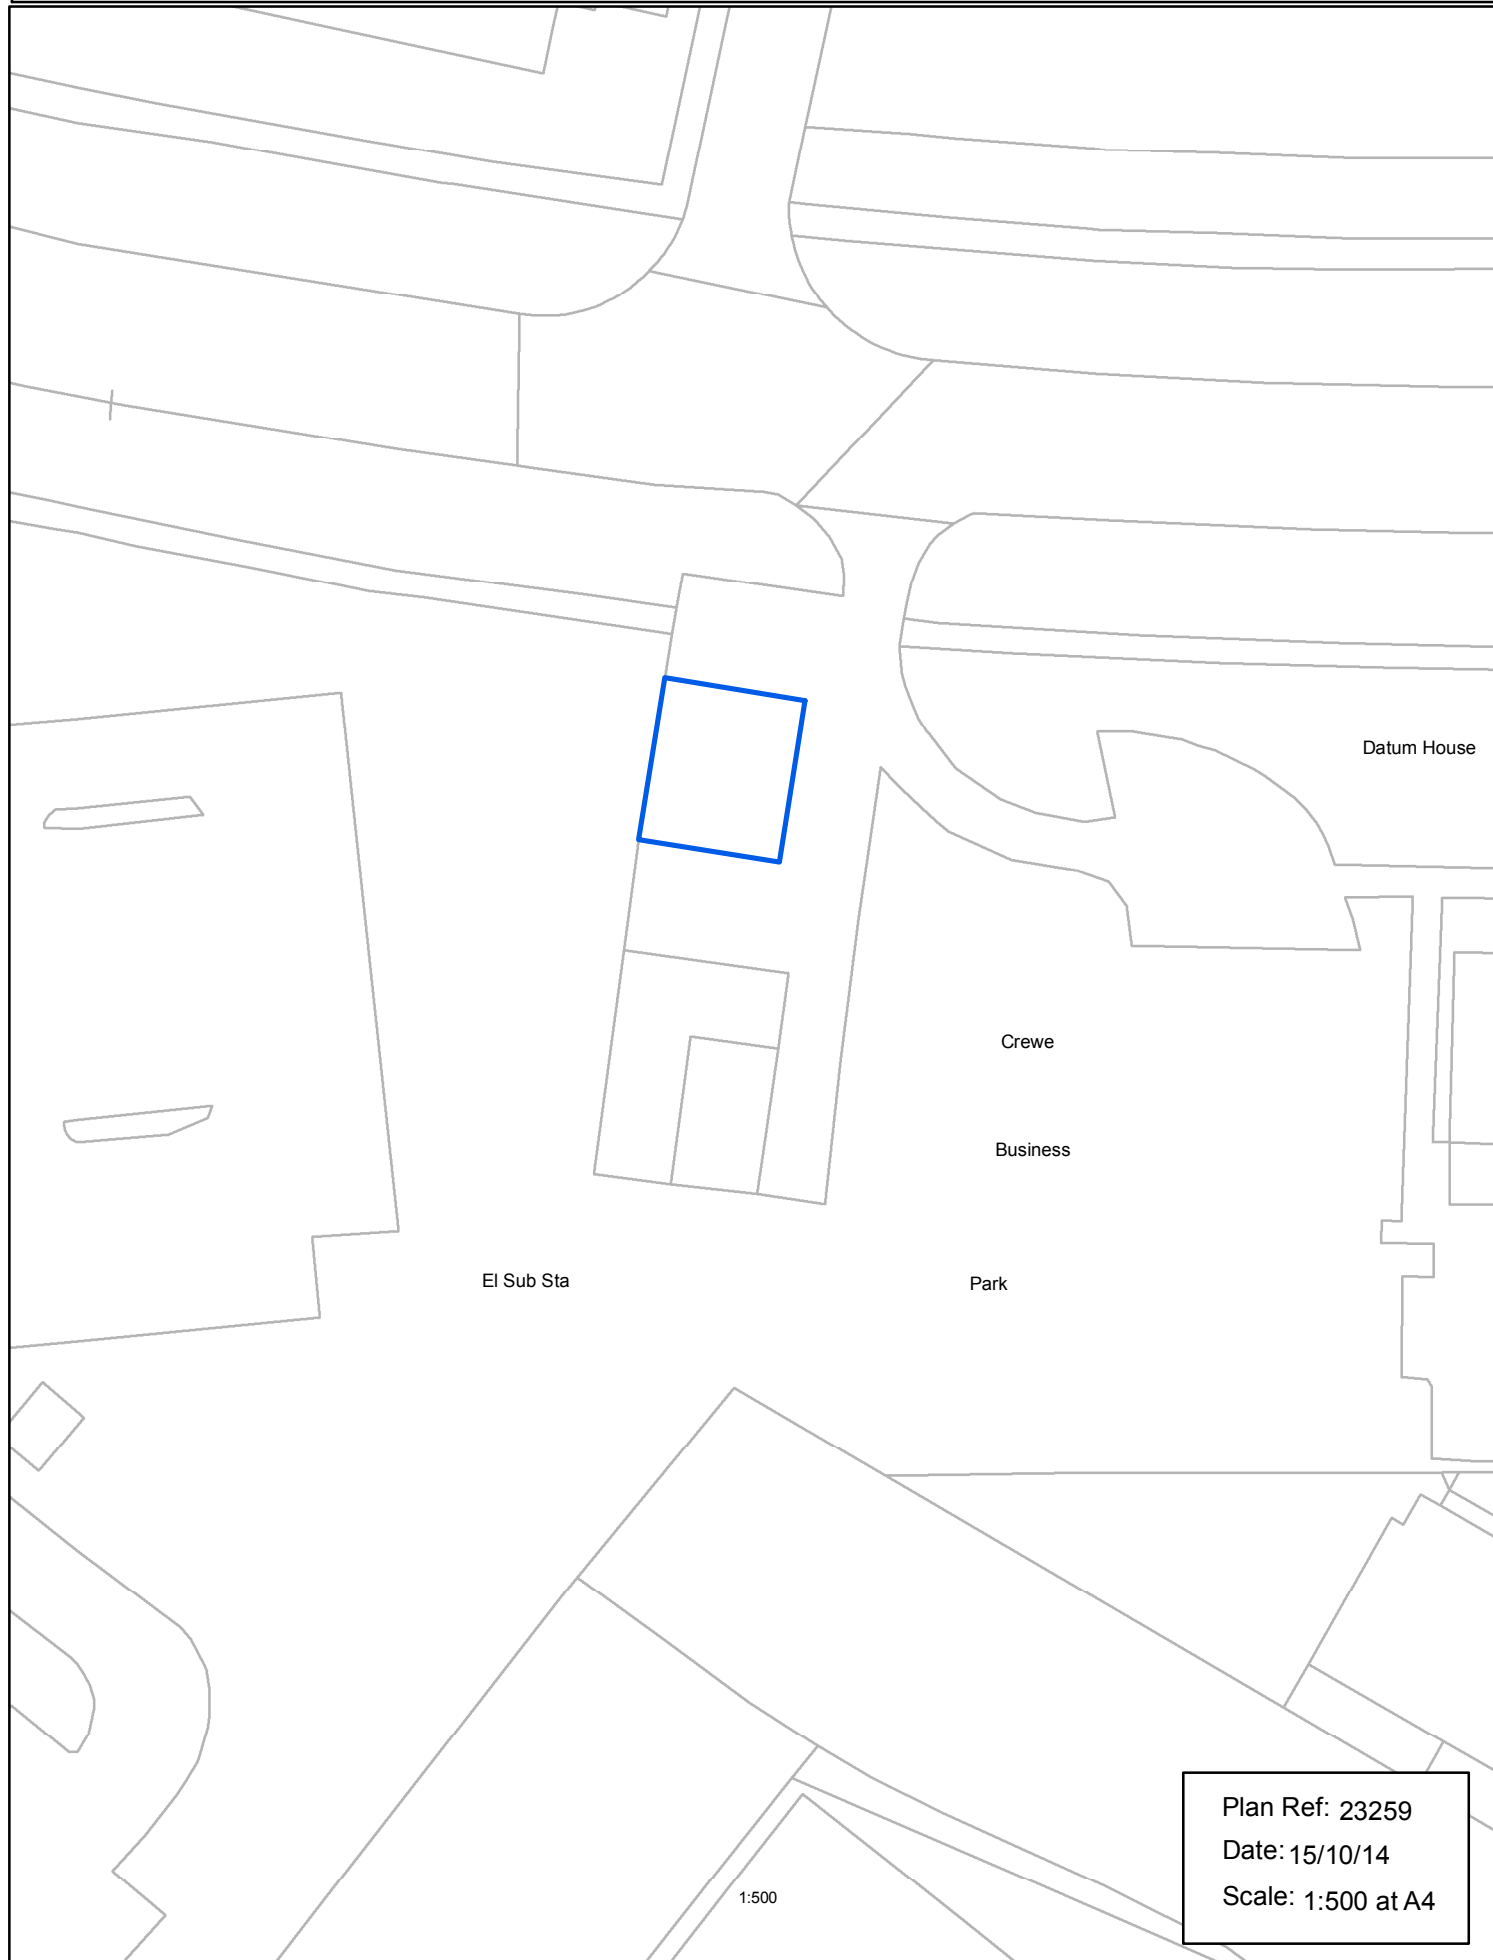 Datum House
Crewe
Business
El Sub Sta
Park
1:500
Plan Ref: 23259
Date: 15/10/14
Scale: 1:500 at A4